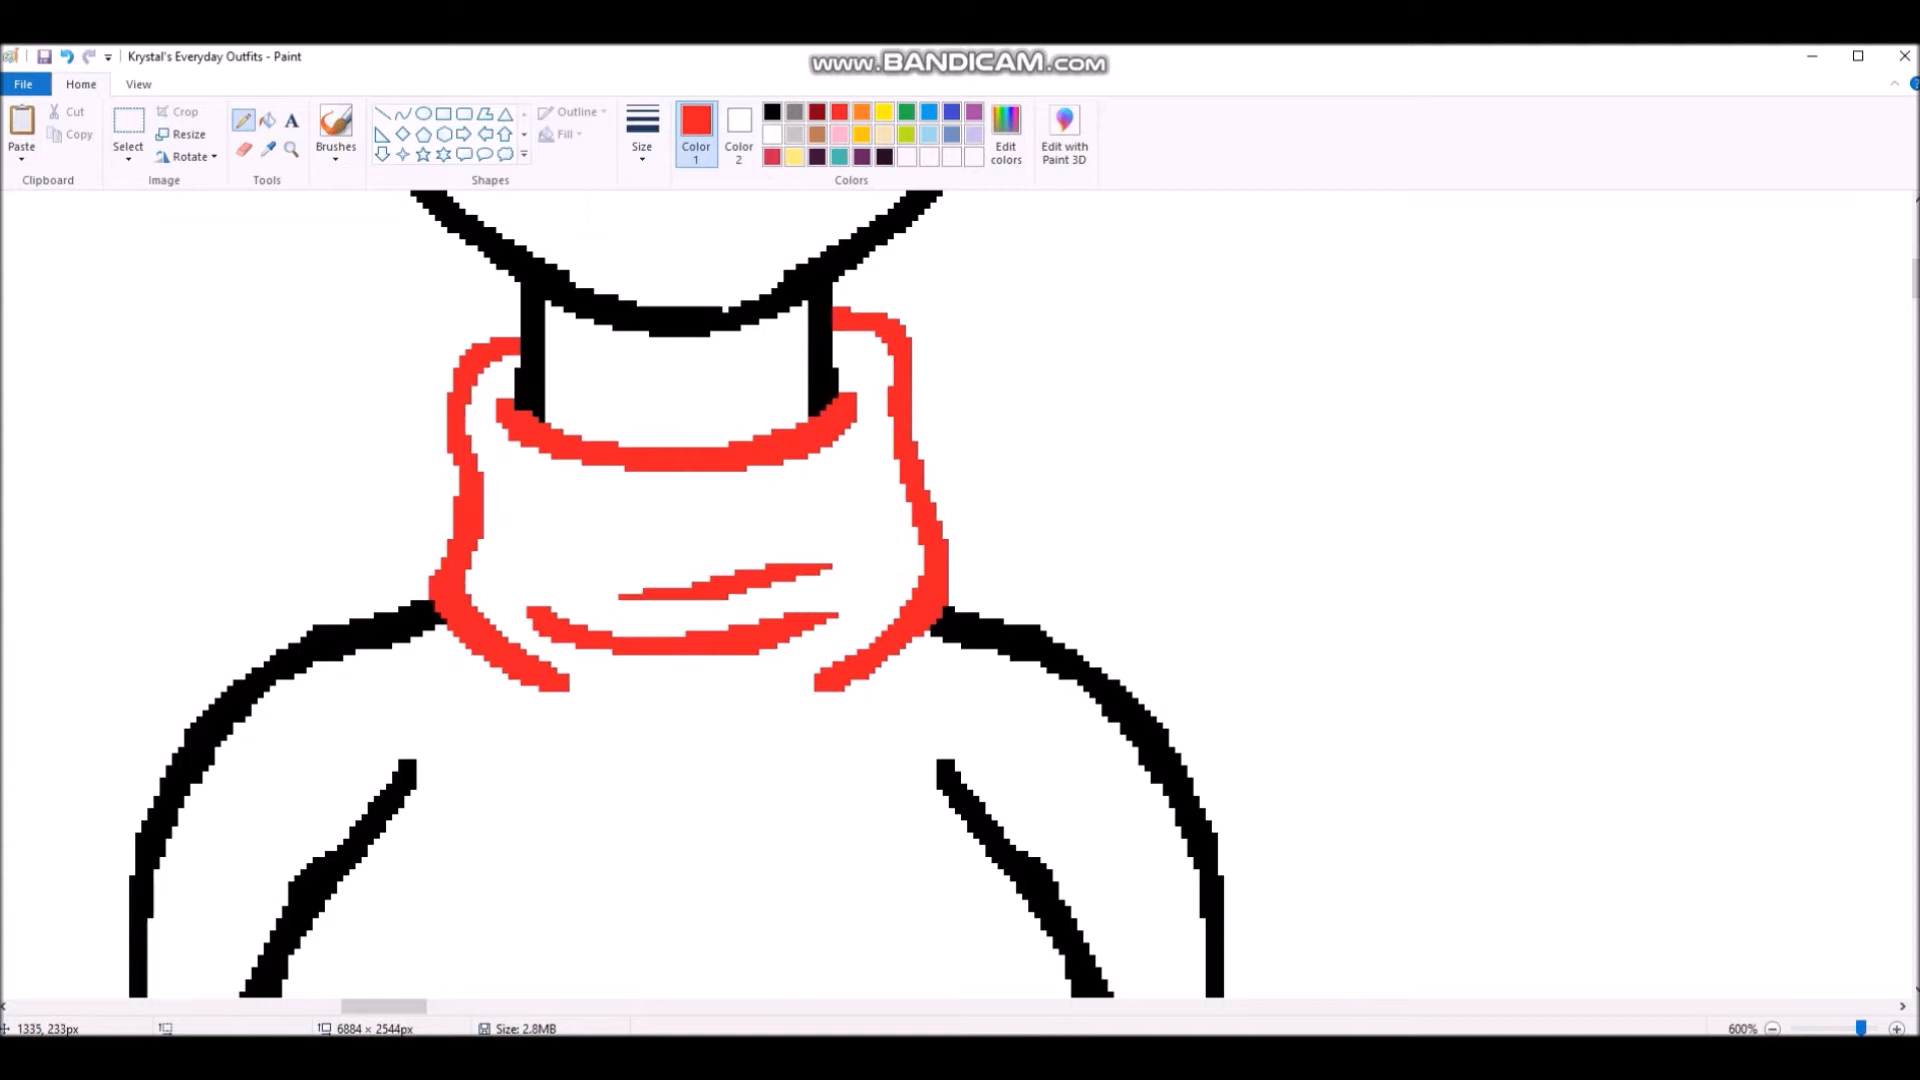 Krystal's Everyday Outfits - Paint
www.BANDICAM.com
File Home View
Cut
Copy
Paste
Clipboard
Select
Crop
Resize
Rotate
Image
A
Tools
Brushes
Outline
Fill
Shapes
Size
Color 1
Color 2
Edit colors
Colors
Edit with Paint 3D
1335, 233px
6884 × 2544px
Size: 2.8MB
600%